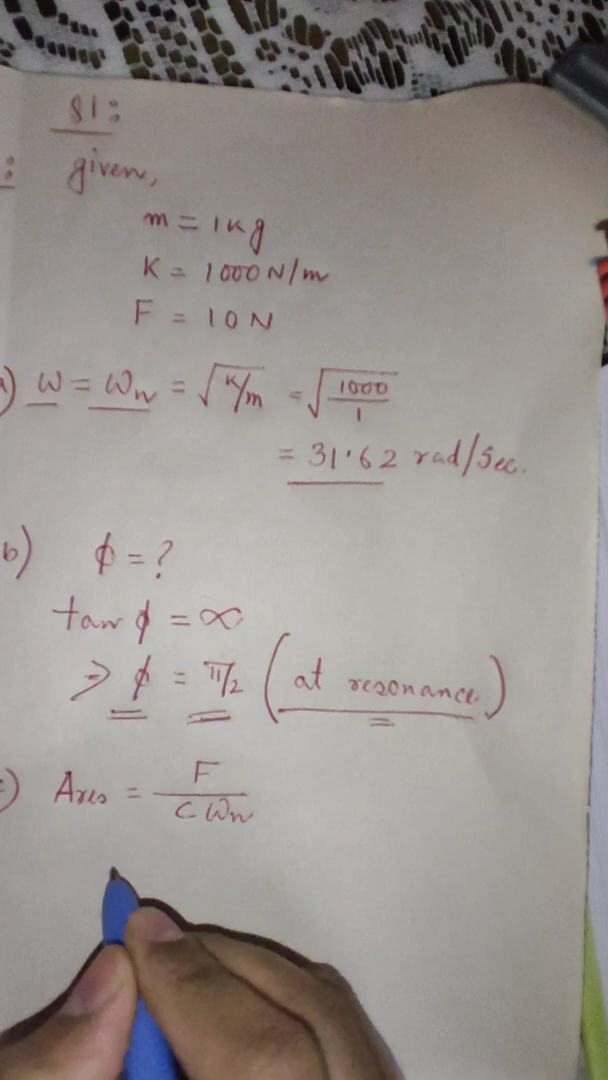 Sl:
:
given,
m = 1kg
K = 1000 N/m
F = 10 N
a) ω = ωn = √K/m = √1000/1
= 31.62 rad/sec.
b) ϕ = ?
tan ϕ = ∞
⇒ ϕ = π/2 (at resonance.)
) Ares = F/Cωn